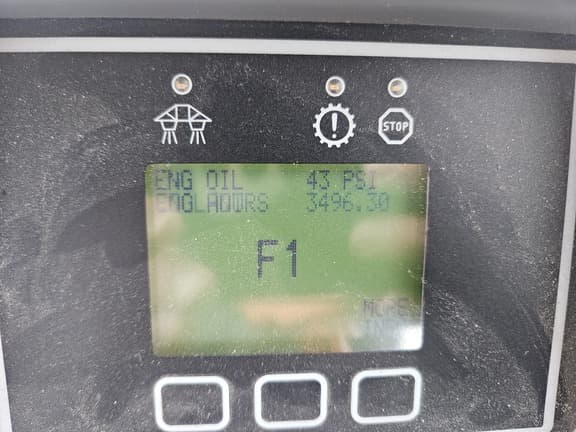 STOP
ENG OIL 43 PSI
3496.30
F1
MORE